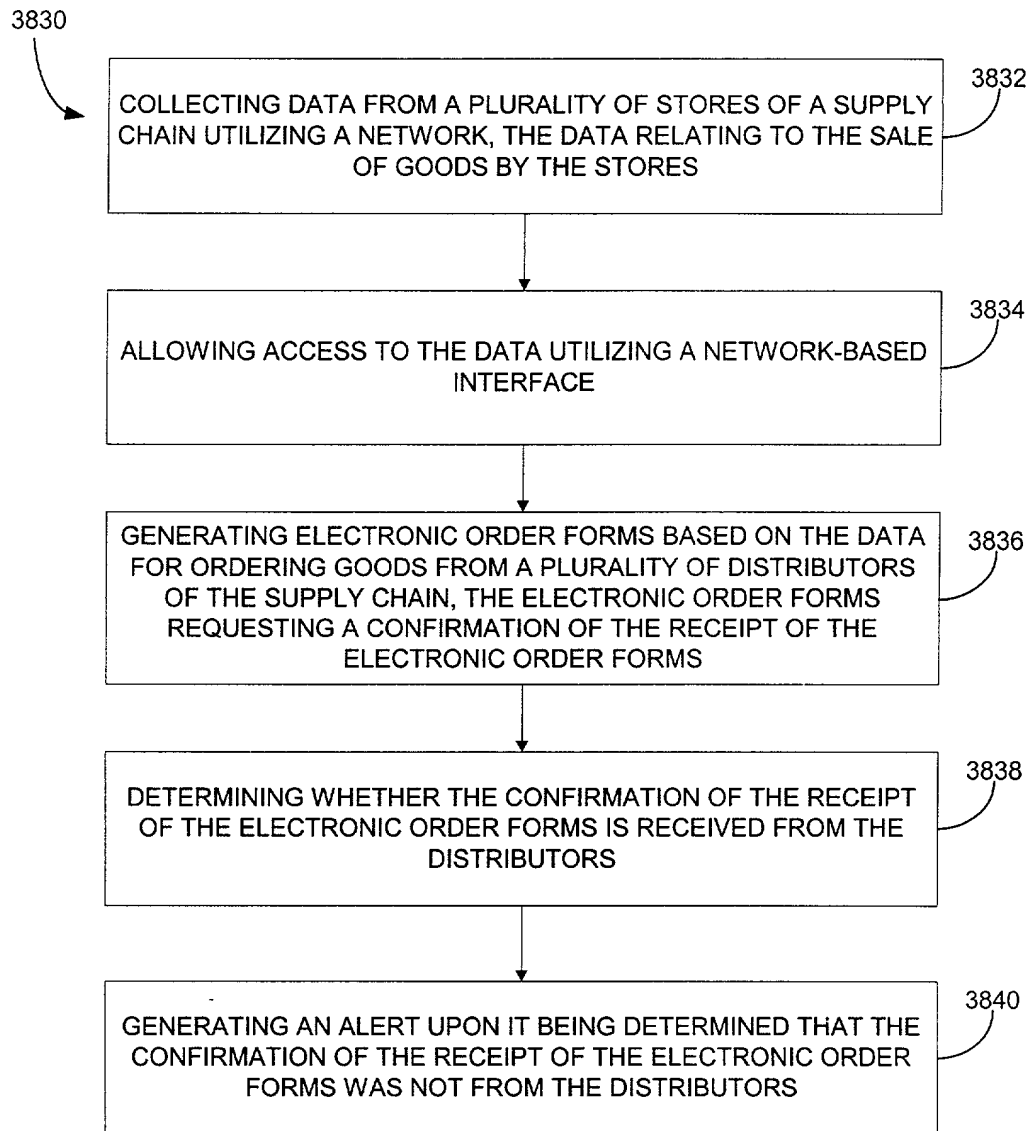 3830
3832
COLLECTING DATA FROM A PLURALITY OF STORES OF A SUPPLY
CHAIN UTILIZING A NETWORK, THE DATA RELATING TO THE SALE
OF GOODS BY THE STORES
3834
ALLOWING ACCESS TO THE DATA UTILIZING A NETWORK-BASED
INTERFACE
3836
GENERATING ELECTRONIC ORDER FORMS BASED ON THE DATA
FOR ORDERING GOODS FROM A PLURALITY OF DISTRIBUTORS
OF THE SUPPLY CHAIN, THE ELECTRONIC ORDER FORMS
REQUESTING A CONFIRMATION OF THE RECEIPT OF THE
ELECTRONIC ORDER FORMS
3838
DETERMINING WHETHER THE CONFIRMATION OF THE RECEIPT
OF THE ELECTRONIC ORDER FORMS IS RECEIVED FROM THE
DISTRIBUTORS
3840
GENERATING AN ALERT UPON IT BEING DETERMINED THAT THE
CONFIRMATION OF THE RECEIPT OF THE ELECTRONIC ORDER
FORMS WAS NOT FROM THE DISTRIBUTORS